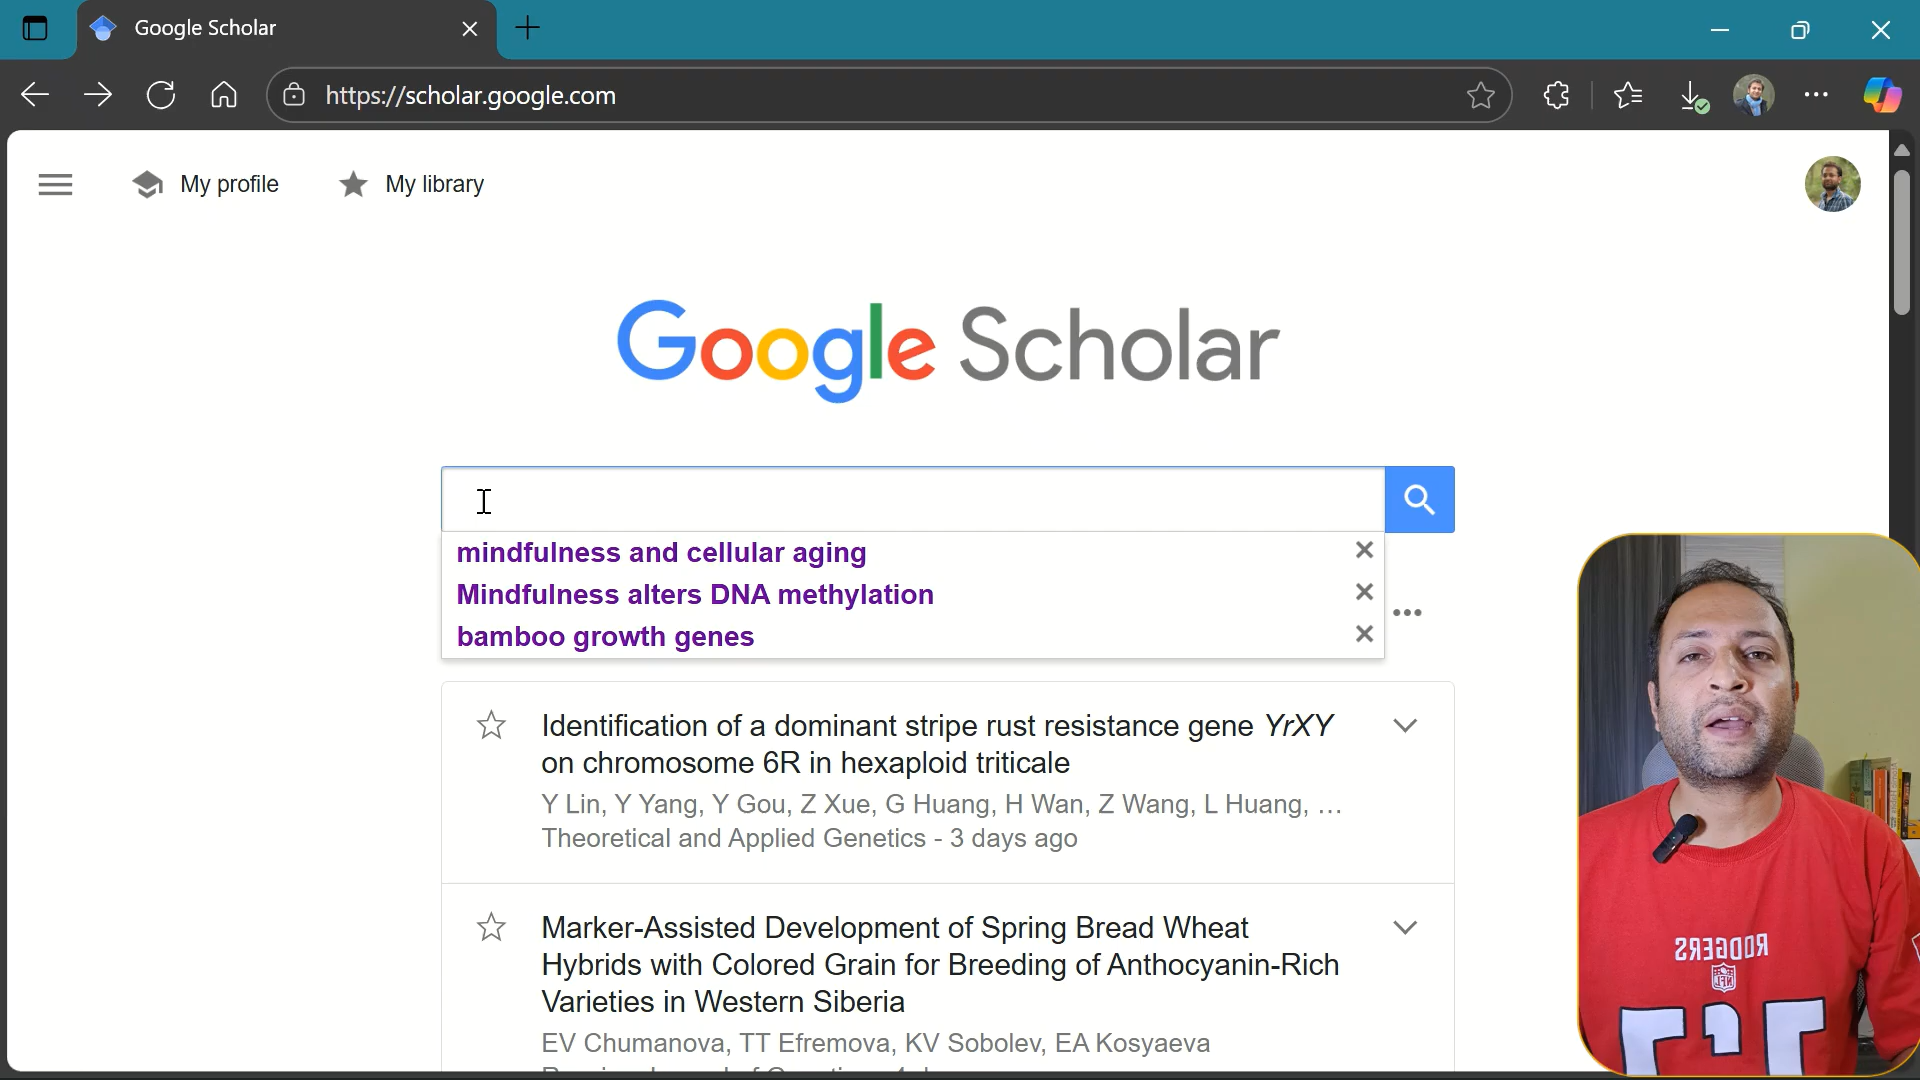 Google Scholar
https://scholar.google.com
My profile
My library
Google Scholar
mindfulness and cellular aging
Mindfulness alters DNA methylation
bamboo growth genes
Identification of a dominant stripe rust resistance gene YrXY
on chromosome 6R in hexaploid triticale
Y Lin, Y Yang, Y Gou, Z Xue, G Huang, H Wan, Z Wang, L Huang, …
Theoretical and Applied Genetics - 3 days ago
Marker-Assisted Development of Spring Bread Wheat
Hybrids with Colored Grain for Breeding of Anthocyanin-Rich
Varieties in Western Siberia
EV Chumanova, TT Efremova, KV Sobolev, EA Kosyaeva
RODGERS
NFL